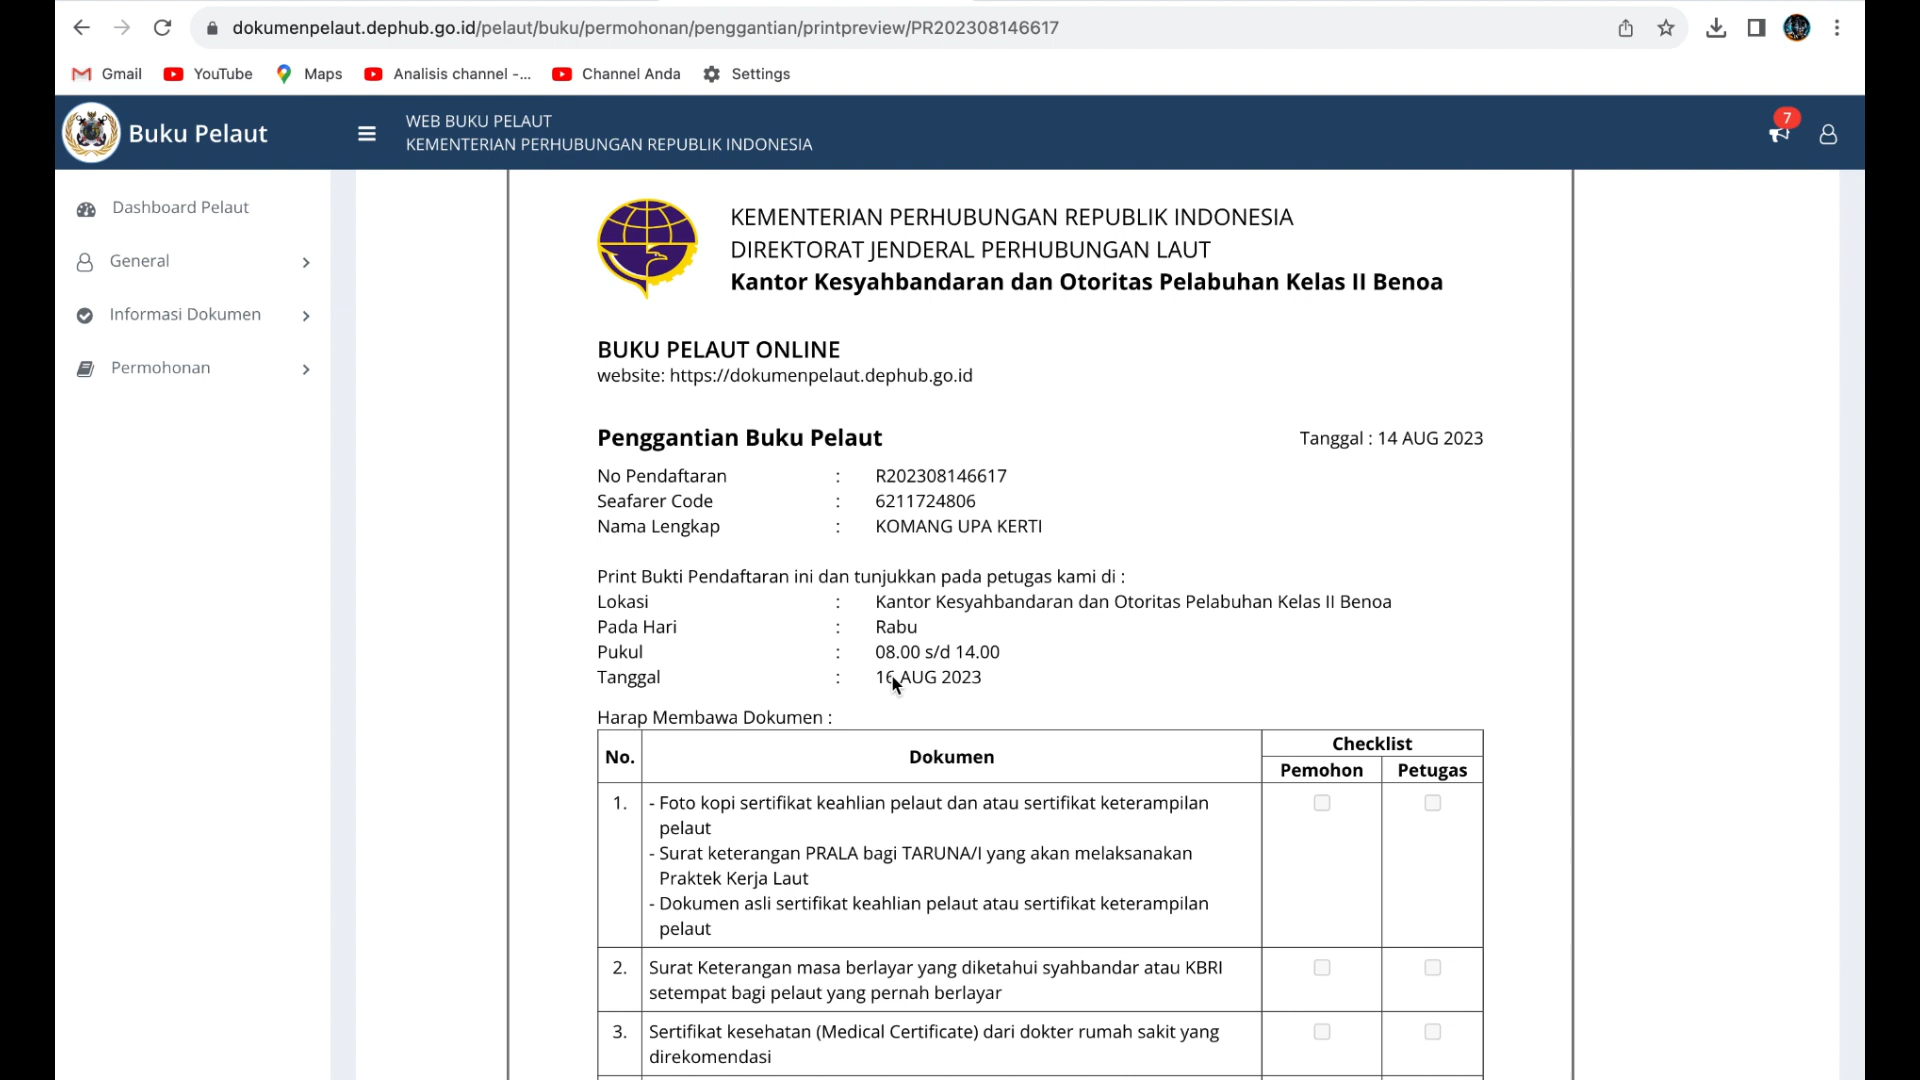 dokumenpelaut.dephub.go.id/pelaut/buku/permohonan/penggantian/printpreview/PR202308146617
Gmail YouTube Maps Analisis channel -... Channel Anda Settings
Buku Pelaut
WEB BUKU PELAUT
KEMENTERIAN PERHUBUNGAN REPUBLIK INDONESIA
7
Dashboard Pelaut
General
Informasi Dokumen
Permohonan
KEMENTERIAN PERHUBUNGAN REPUBLIK INDONESIA
DIREKTORAT JENDERAL PERHUBUNGAN LAUT
Kantor Kesyahbandaran dan Otoritas Pelabuhan Kelas II Benoa
BUKU PELAUT ONLINE
website: https://dokumenpelaut.dephub.go.id
Penggantian Buku Pelaut Tanggal : 14 AUG 2023
No Pendaftaran : R202308146617
Seafarer Code : 6211724806
Nama Lengkap : KOMANG UPA KERTI
Print Bukti Pendaftaran ini dan tunjukkan pada petugas kami di :
Lokasi : Kantor Kesyahbandaran dan Otoritas Pelabuhan Kelas II Benoa
Pada Hari : Rabu
Pukul : 08.00 s/d 14.00
Tanggal : 16 AUG 2023
Harap Membawa Dokumen :
No. Dokumen Checklist
Pemohon Petugas
1. - Foto kopi sertifikat keahlian pelaut dan atau sertifikat keterampilan
pelaut
- Surat keterangan PRALA bagi TARUNA/I yang akan melaksanakan
Praktek Kerja Laut
- Dokumen asli sertifikat keahlian pelaut atau sertifikat keterampilan
pelaut
2. Surat Keterangan masa berlayar yang diketahui syahbandar atau KBRI
setempat bagi pelaut yang pernah berlayar
3. Sertifikat kesehatan (Medical Certificate) dari dokter rumah sakit yang
direkomendasi